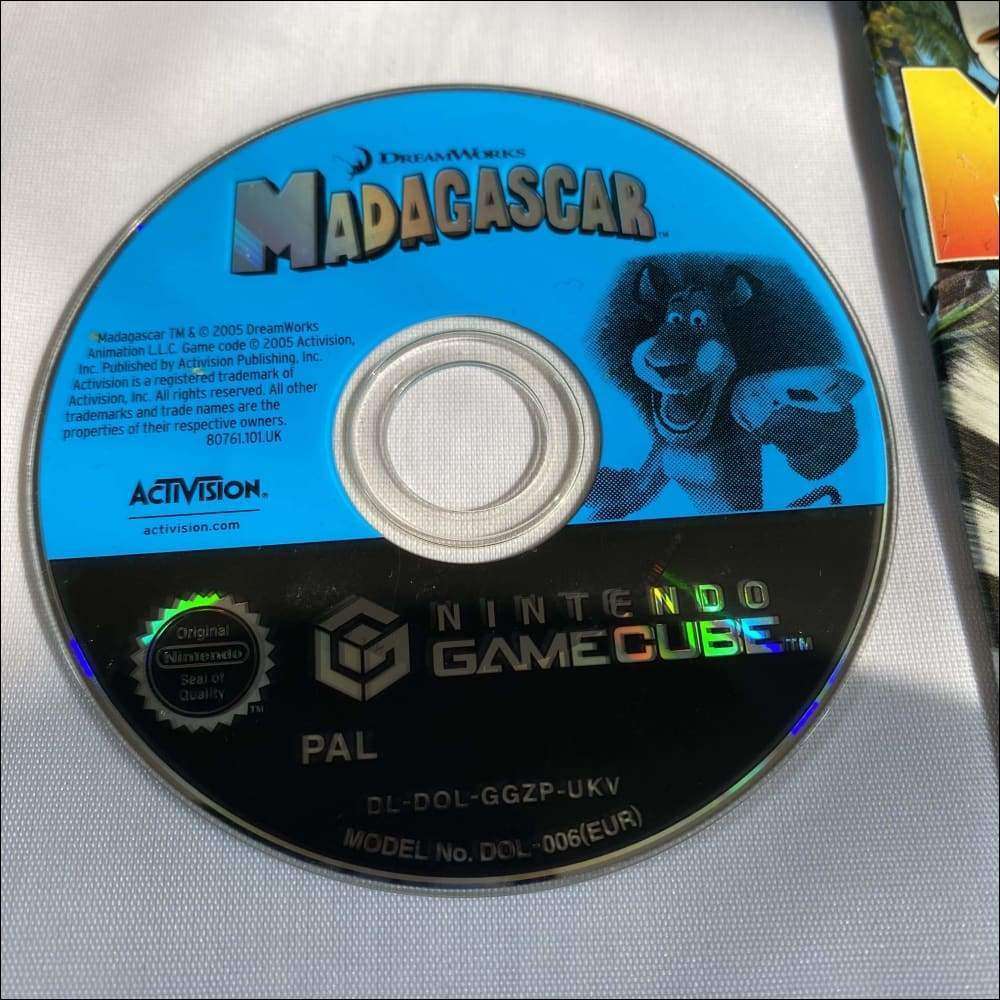 DREAMWORKS
MADAGASCAR™
Madagascar TM & © 2005 DreamWorks
Animation L.L.C. Game code © 2005 Activision,
Inc. Published by Activision Publishing, Inc.
Activision is a registered trademark of
Activision, Inc. All rights reserved. All other
trademarks and trade names are the
properties of their respective owners.
80761.101.UK
ACTIVISION®
activision.com
Original
Nintendo
Seal of
Quality
TM
NINTENDO
GAMECUBE™
PAL
DL-DOL-GGZP-UKV
MODEL No. DOL-006(EUR)
M